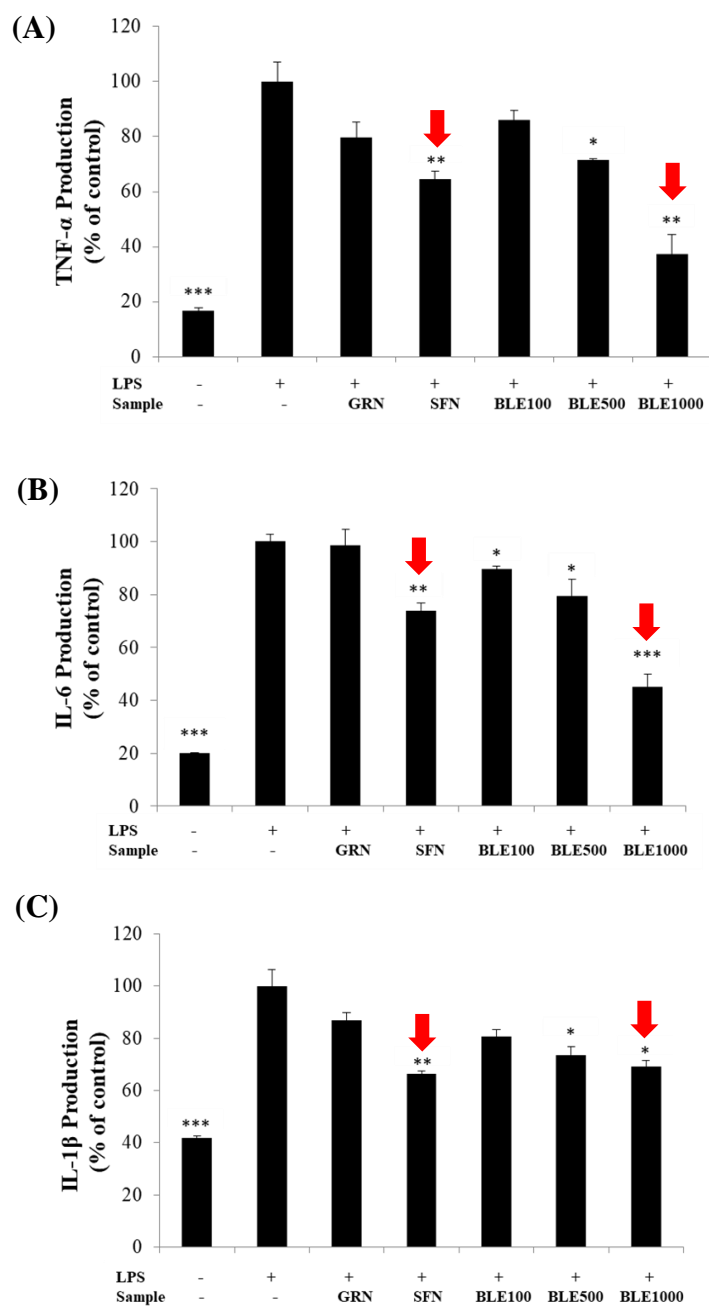 (A)
TNF-α Production
(% of control)
120
100
80
60
40
20
0
***
**
*
**
LPS - + + + + + +
Sample - - GRN SFN BLE100 BLE500 BLE1000
(B)
IL-6 Production
(% of control)
120
100
80
60
40
20
0
***
**
*
*
***
LPS - + + + + + +
Sample - - GRN SFN BLE100 BLE500 BLE1000
(C)
IL-1β Production
(% of control)
120
100
80
60
40
20
0
***
**
*
*
LPS - + + + + + +
Sample - - GRN SFN BLE100 BLE500 BLE1000